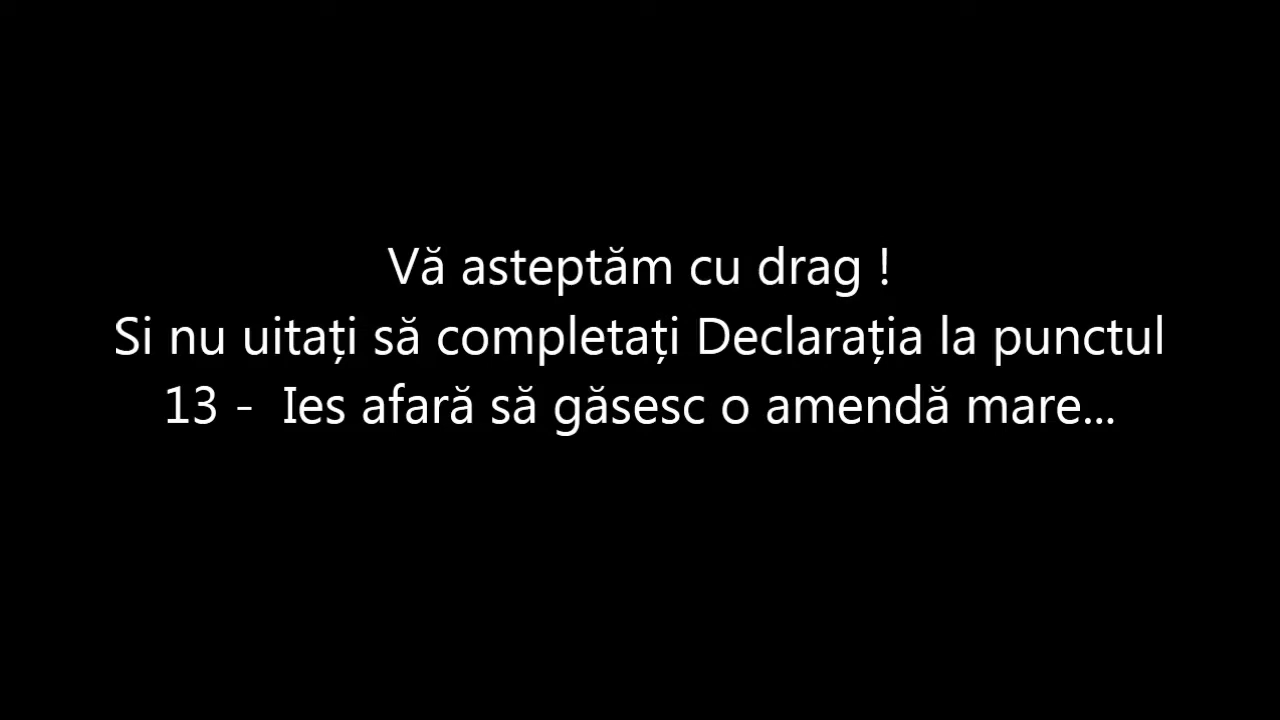 Vă asteptăm cu drag !
Si nu uitați să completați Declarația la punctul
13 -  Ies afară să găsesc o amendă mare...